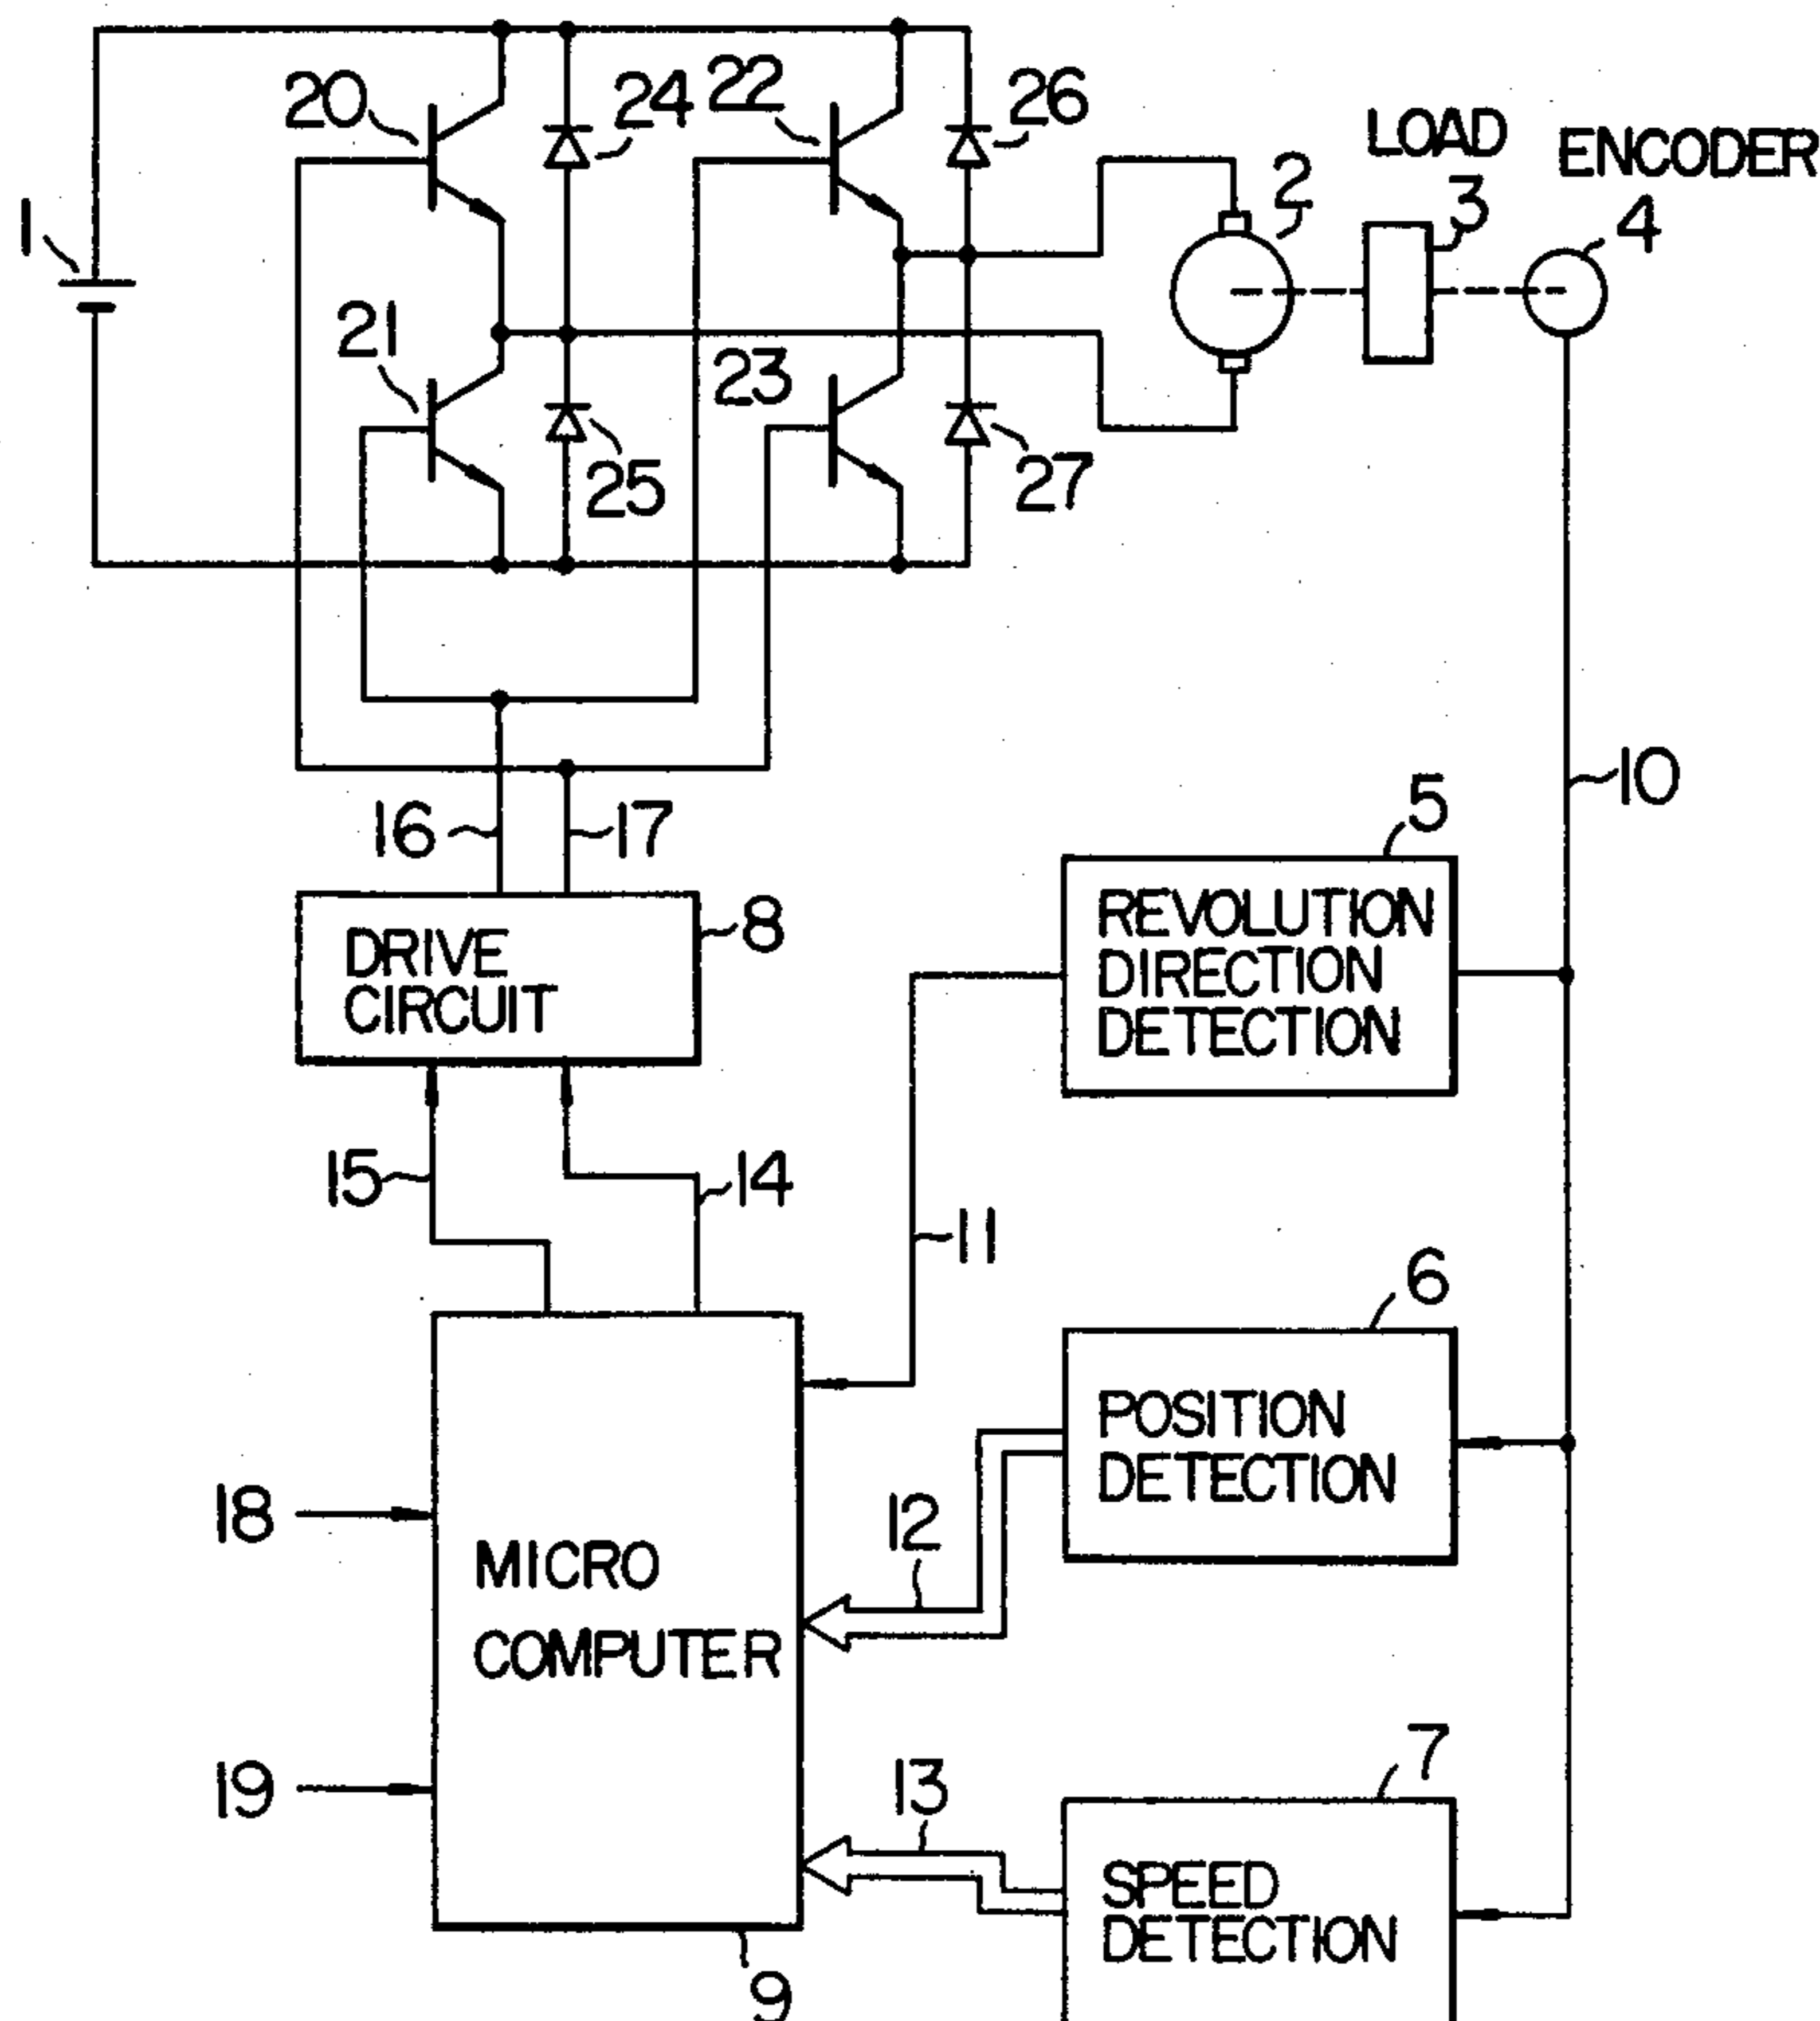 20
24
22
26
LOAD
ENCODER
1
2
3
4
21
23
25
27
10
16
17
5
DRIVE
CIRCUIT
8
REVOLUTION
DIRECTION
DETECTION
15
14
11
6
POSITION
DETECTION
18
12
MICRO
COMPUTER
19
13
7
SPEED
DETECTION
9